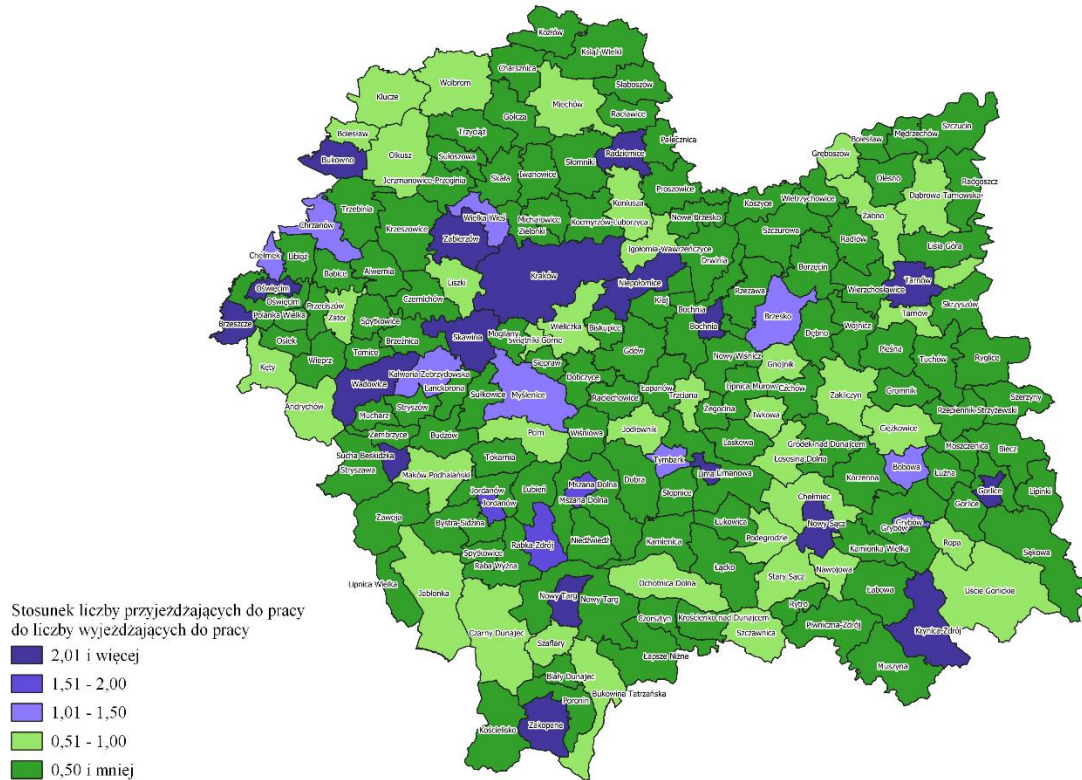 Kozłów
Książ Wielki
Charsznica
Wolbrom
Klucze
Słaboszów
Miechów
Racławice
Gołcza
Bolesław
Trzyciąż
Pałecznica
Szczucin
Mędrzechów
Bolesław
Gręboszów
Bukowno
Olkusz
Sułoszowa
Radziemice
Słomniki
Iwanowice
Skała
Jerzmanowice-Przeginia
Olesno
Radgoszcz
Dąbrowa Tarnowska
Koniusza
Proszowice
Koszyce
Wietrzychowice
Żabno
Trzebinia
Chrzanów
Krzeszowice
Wielka Wieś
Michałowice
Zielonki
Kocmyrzów-Luborzyca
Nowe Brzesko
Szczurowa
Radłów
Lisia Góra
Zabierzów
Igołomia-Wawrzeńczyce
Drwinia
Chełmek
Libiąż
Babice
Alwernia
Borzęcin
Kraków
Niepołomice
Liszki
Tarnów
Wierzchosławice
Oświęcim
Oświęcim
Czernichów
Kłaj
Rzezawa
Skrzyszów
Bochnia
Bochnia
Tarnów
Brzeszcze
Polanka Wielka
Przeciszów
Zator
Spytkowice
Skawina
Mogilany
Świątniki Górne
Wieliczka
Biskupice
Brzesko
Dębno
Wojnicz
Osiek
Brzeźnica
Tomice
Wieprz
Kęty
Siepraw
Gdów
Nowy Wiśnicz
Pleśna
Tuchów
Ryglice
Kalwaria Zebrzydowska
Wadowice
Lanckorona
Dobczyce
Gnojnik
Andrychów
Sułkowice
Myślenice
Raciechowice
Łapanów
Trzciana
Lipnica Murowana
Czchów
Zakliczyn
Gromnik
Szerzyny
Mucharz
Stryszów
Żegocina
Iwkowa
Rzepiennik Strzyżewski
Zembrzyce
Budzów
Pcim
Wiśniowa
Jodłownik
Laskowa
Gródek nad Dunajcem
Ciężkowice
Moszczenica
Biecz
Sucha Beskidzka
Stryszawa
Maków Podhalański
Tokarnia
Tymbark
Limanowa
Łososina Dolna
Korzenna
Bobowa
Łużna
Lipinki
Zawoja
Jordanów
Jordanów
Lubień
Mszana Dolna
Mszana Dolna
Dobra
Słopnice
Chełmiec
Gorlice
Gorlice
Bystra-Sidzina
Nowy Sącz
Grybów
Grybów
Rabka Zdrój
Niedźwiedź
Kamienica
Łukowica
Podegrodzie
Kamionka Wielka
Ropa
Sękowa
Spytkowice
Raba Wyżna
Łącko
Lipnica Wielka
Jabłonka
Nowy Targ
Nowy Targ
Ochotnica Dolna
Stary Sącz
Nawojowa
Łabowa
Uście Gorlickie
Rytro
Czorsztyn
Krościenko nad Dunajcem
Szczawnica
Piwniczna-Zdrój
Krynica-Zdrój
Czarny Dunajec
Szaflary
Łapsze Niżne
Muszyna
Biały Dunajec
Bukowina Tatrzańska
Poronin
Kościelisko
Zakopane
Stosunek liczby przyjeżdżających do pracy
do liczby wyjeżdżających do pracy
2,01 i więcej
1,51 - 2,00
1,01 - 1,50
0,51 - 1,00
0,50 i mniej